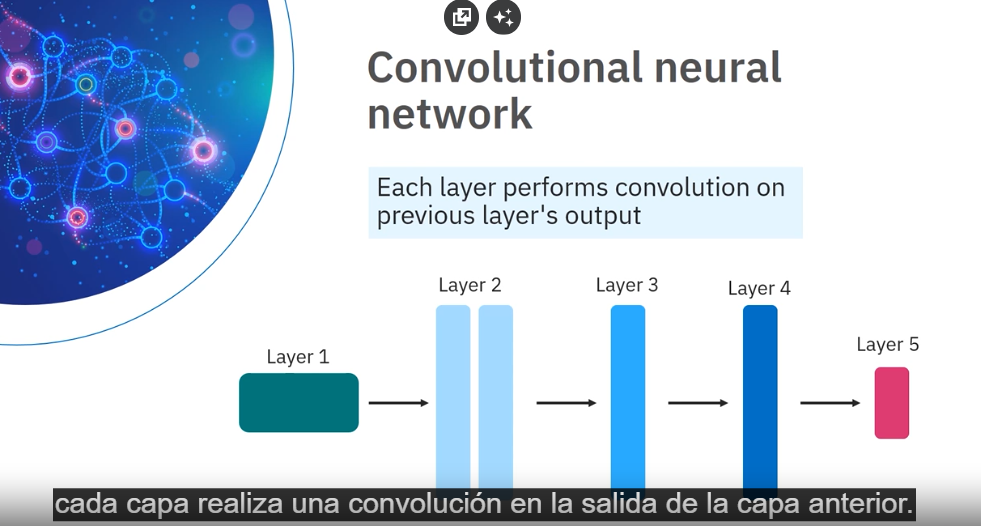 Convolutional neural
network
Each layer performs convolution on
previous layer's output
Layer 1
Layer 2
Layer 3
Layer 4
Layer 5
cada capa realiza una convolución en la salida de la capa anterior.